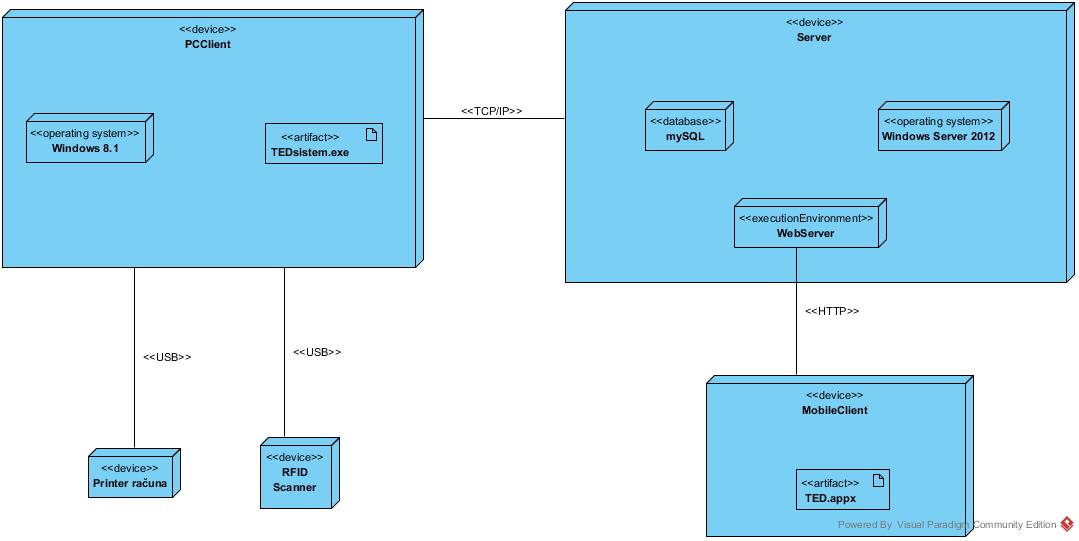 <<device>>
PCClient
<<operating system>>
Windows 8.1
<<artifact>>
TEDsistem.exe
<<TCP/IP>>
<<device>>
Server
<<database>>
mySQL
<<operating system>>
Windows Server 2012
<<executionEnvironment>>
WebServer
<<USB>>
<<USB>>
<<HTTP>>
<<device>>
Printer računa
<<device>>
RFID
Scanner
<<device>>
MobileClient
<<artifact>>
TED.appx
Powered By Visual Paradigm Community Edition